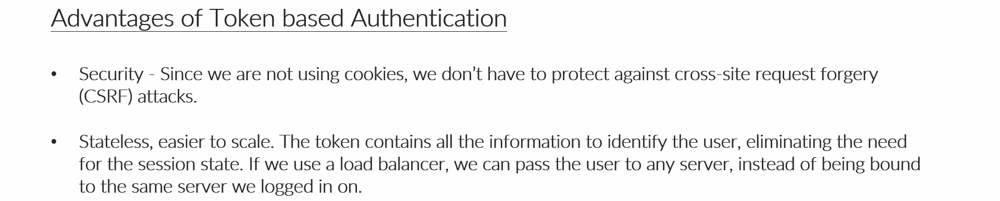 Advantages of Token based Authentication
• Security - Since we are not using cookies, we don’t have to protect against cross-site request forgery
(CSRF) attacks.
• Stateless, easier to scale. The token contains all the information to identify the user, eliminating the need
for the session state. If we use a load balancer, we can pass the user to any server, instead of being bound
to the same server we logged in on.